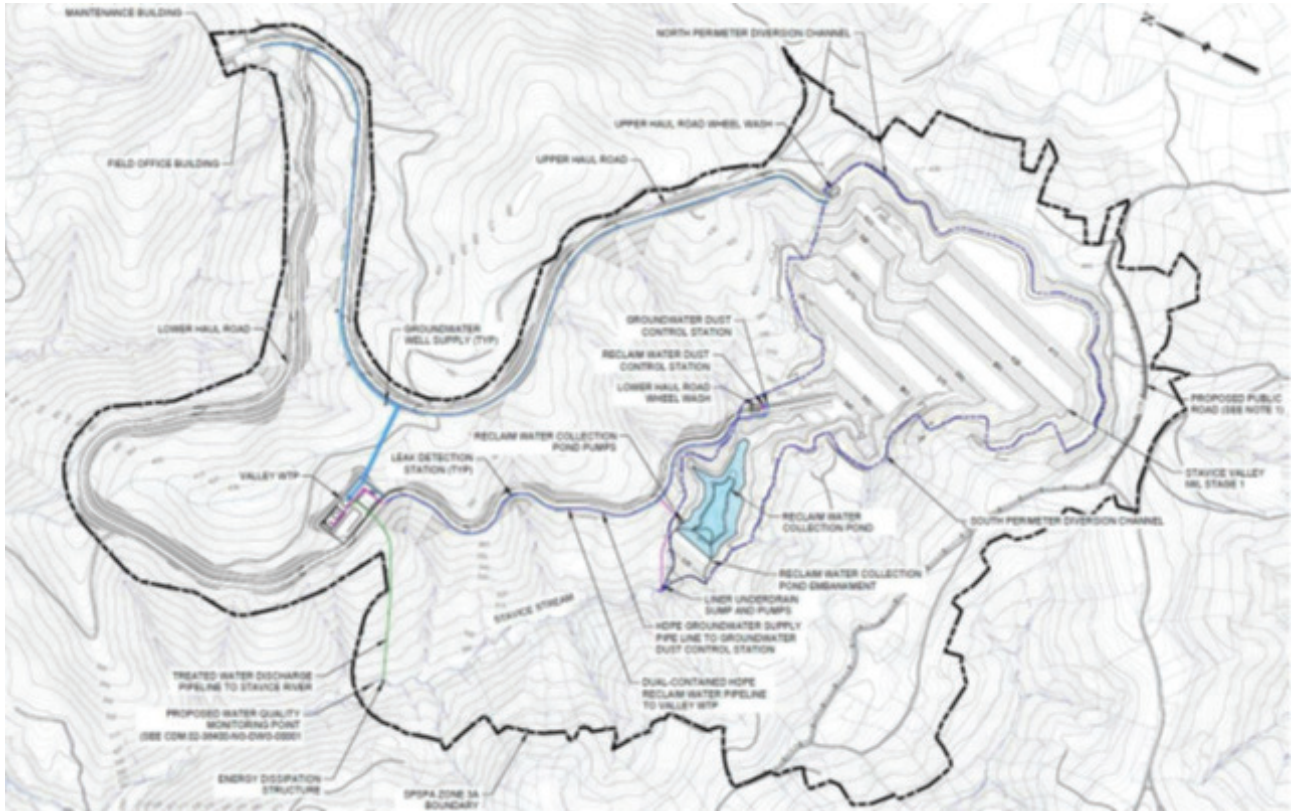 MAINTENANCE BUILDING
NORTH PERIMETER DIVERSION CHANNEL
N
UPPER HAUL ROAD WHEEL WASH
FIELD OFFICE BUILDING
UPPER HAUL ROAD
LOWER HAUL ROAD
GROUNDWATER
WELL SUPPLY (TYP)
GROUNDWATER DUST
CONTROL STATION
RECLAIM WATER DUST
CONTROL STATION
LOWER HAUL ROAD
WHEEL WASH
PROPOSED PUBLIC
ROAD (SEE NOTE 1)
RECLAIM WATER COLLECTION
POND PUMPS
LEAK DETECTION
STATION (TYP)
VALLEY WTP
STAVICE VALLEY
STAGE 1
RECLAIM WATER
COLLECTION POND
SOUTH PERIMETER DIVERSION CHANNEL
RECLAIM WATER COLLECTION
POND EMBANKMENT
LINER UNDERDRAIN
SUMP AND PUMPS
STAVICE STREAM
HDPE GROUNDWATER SUPPLY
PIPE LINE TO GROUNDWATER
DUST CONTROL STATION
TREATED WATER DISCHARGE
PIPELINE TO STAVICE RIVER
DUAL-CONTAINED HDPE
RECLAIM WATER PIPELINE
TO VALLEY WTP
PROPOSED WATER QUALITY
MONITORING POINT
ENERGY DISSIPATION
STRUCTURE
SPSPA ZONE 3A
BOUNDARY